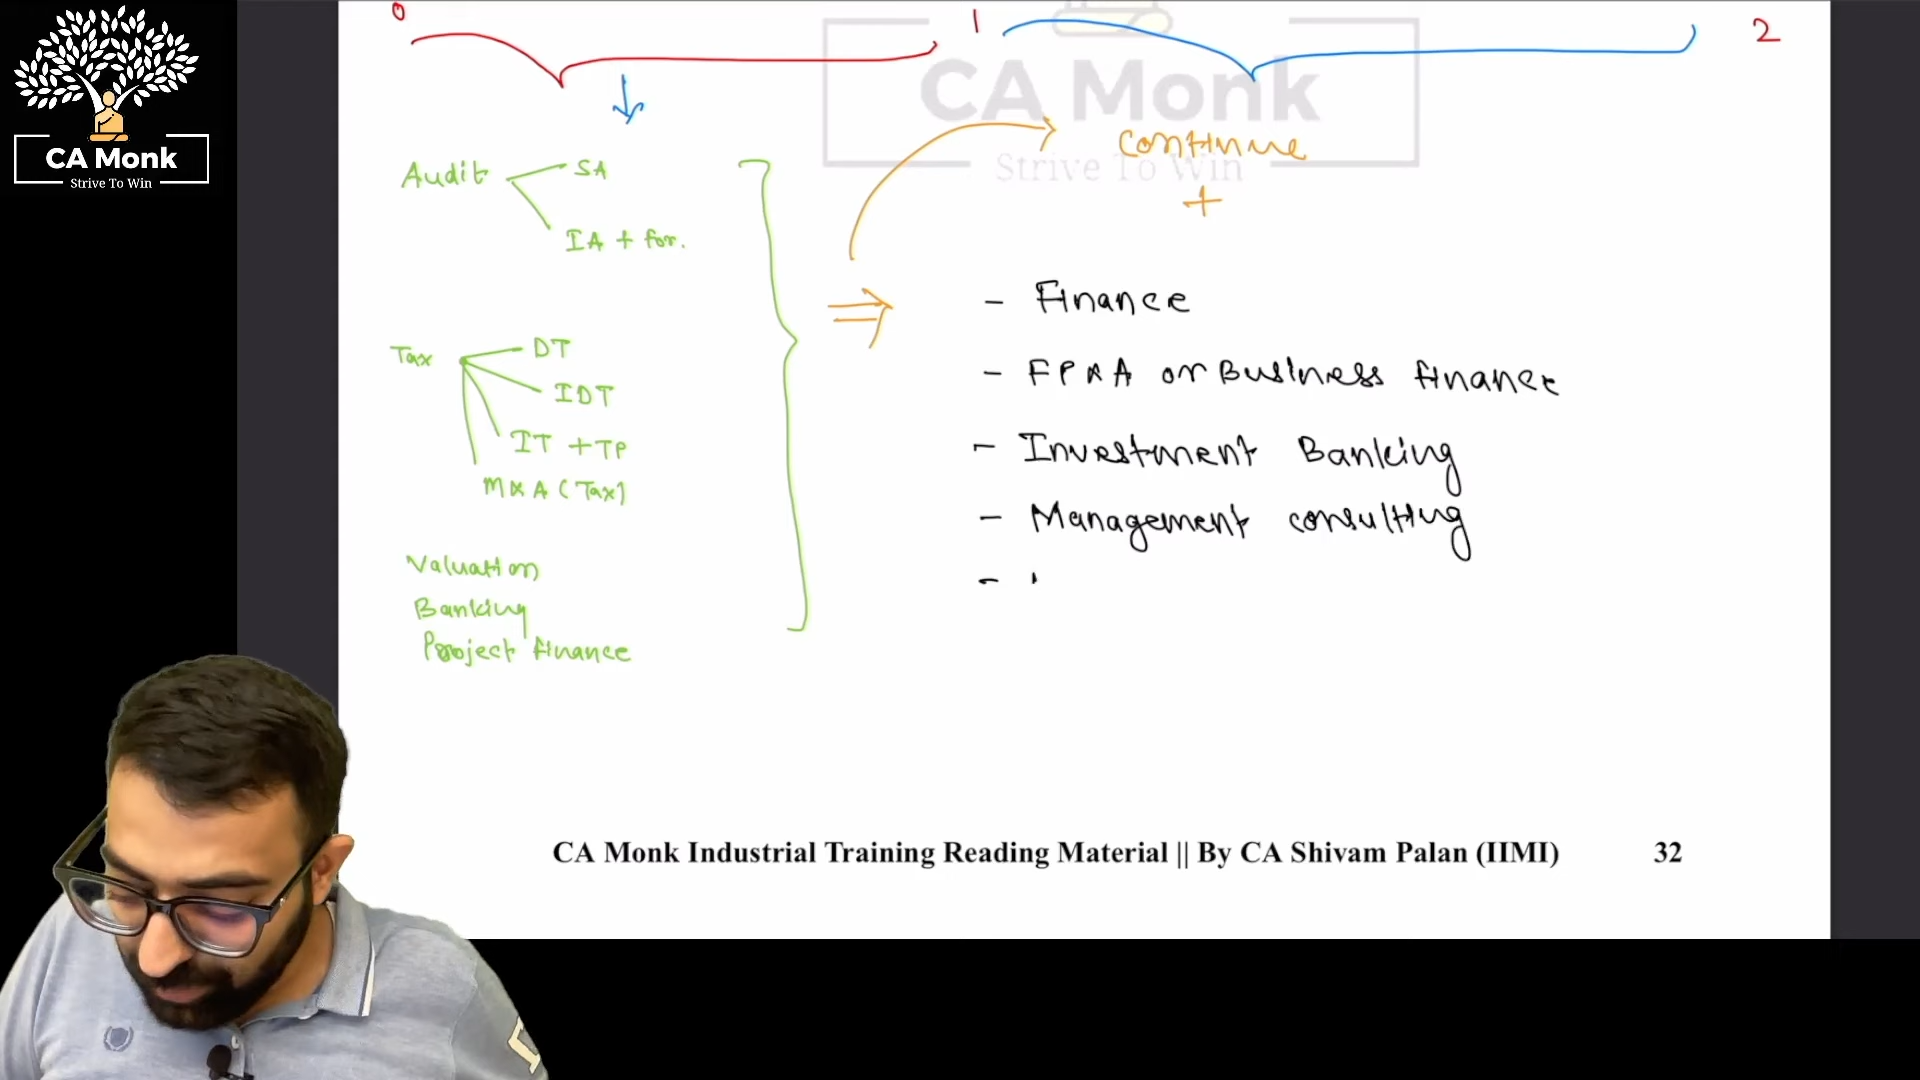 0
1
2
CA Monk
Strive To Win
CA Monk
Strive To Win
continue
+
Audit
SA
IA + for.
Tax
DT
IDT
IT + TP
M&A (Tax)
Valuation
Banking
Project finance
- Finance
- FP&A or Business finance
- Investment Banking
- Management consulting
-
CA Monk Industrial Training Reading Material || By CA Shivam Palan (IIMI)
32